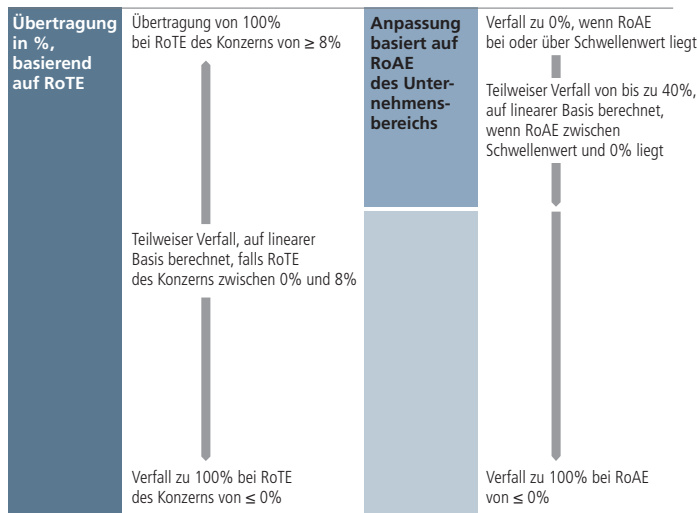 Übertragung
in %,
basierend
auf RoTE
Übertragung von 100%
bei RoTE des Konzerns von ≥ 8%
Teilweiser Verfall, auf linearer
Basis berechnet, falls RoTE
des Konzerns zwischen 0% und 8%
Verfall zu 100% bei RoTE
des Konzerns von ≤ 0%
Anpassung
basiert auf
RoAE
des Unter-
nehmens-
bereichs
Verfall zu 0%, wenn RoAE
bei oder über Schwellenwert liegt
Teilweiser Verfall von bis zu 40%,
auf linearer Basis berechnet,
wenn RoAE zwischen
Schwellenwert und 0% liegt
Verfall zu 100% bei RoAE
von ≤ 0%